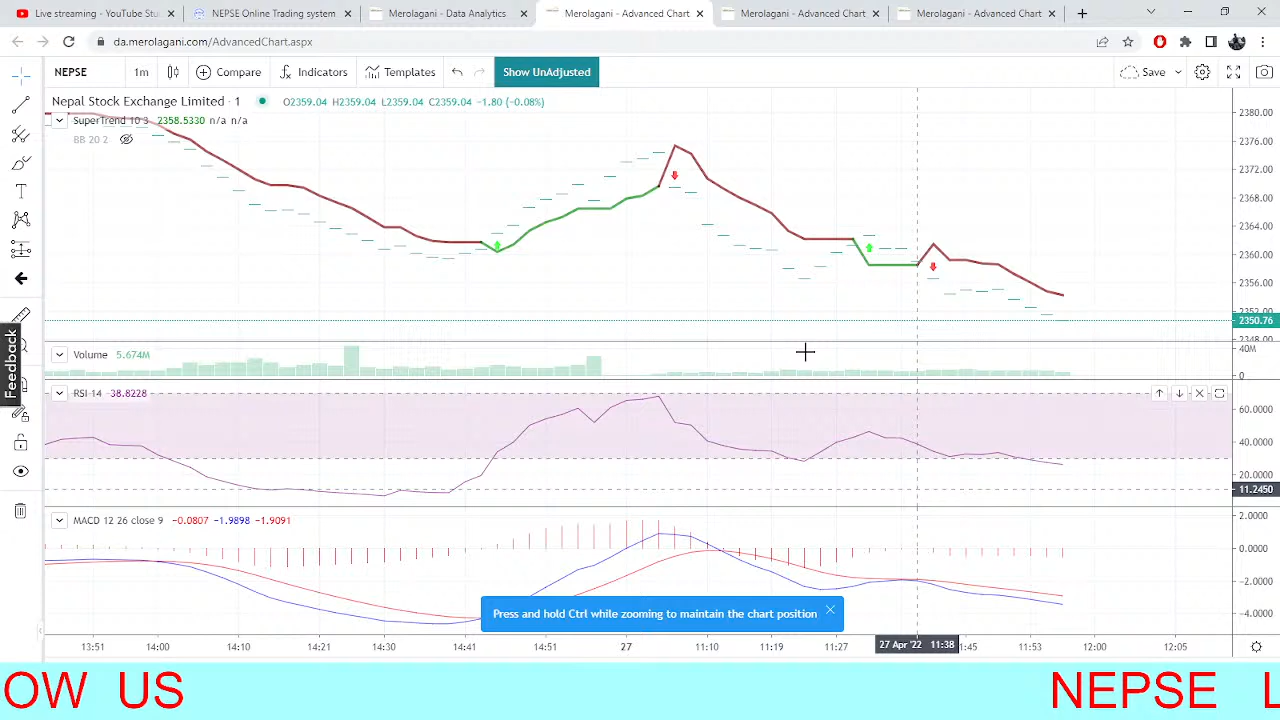 Live streaming - YouTube Stu
NEPSE Online Trading system
Merolagani - Data Analytics
Merolagani - Advanced Chart
Merolagani - Advanced Chart
Merolagani - Advanced Chart
da.merolagani.com/AdvancedChart.aspx
NEPSE 1m Compare Indicators Templates Show UnAdjusted Save
Nepal Stock Exchange Limited · 1 O2359.04 H2359.04 L2359.04 C2359.04 −1.80 (−0.08%)
SuperTrend 10 3 2358.5330 n/a n/a
BB 20 2
2380.00
2376.00
2372.00
2368.00
2364.00
2360.00
2356.00
2352.00
2350.76
2348.00
Feedback
Volume 5.674M
40M
0
RSI 14 38.8228
60.0000
40.0000
20.0000
11.2450
MACD 12 26 close 9 −0.0807 −1.9898 −1.9091
2.0000
0.0000
−2.0000
−4.0000
Press and hold Ctrl while zooming to maintain the chart position
13:51 14:00 14:10 14:21 14:30 14:41 14:51 27 11:10 11:19 11:27 27 Apr '22 11:38 1:45 11:53 12:00 12:05
OW US NEPSE L